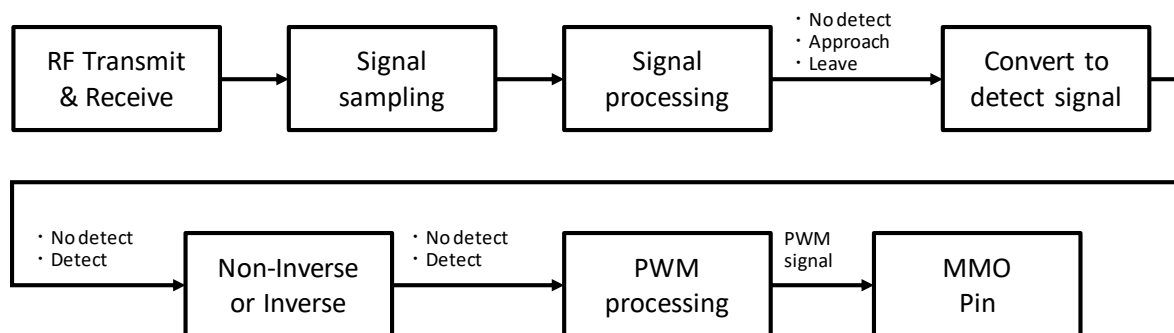 RF Transmit
& Receive
Signal
sampling
Signal
processing
・No detect
・Approach
・Leave
Convert to
detect signal
・No detect
・Detect
Non-Inverse
or Inverse
・No detect
・Detect
PWM
processing
PWM
signal
MMO
Pin